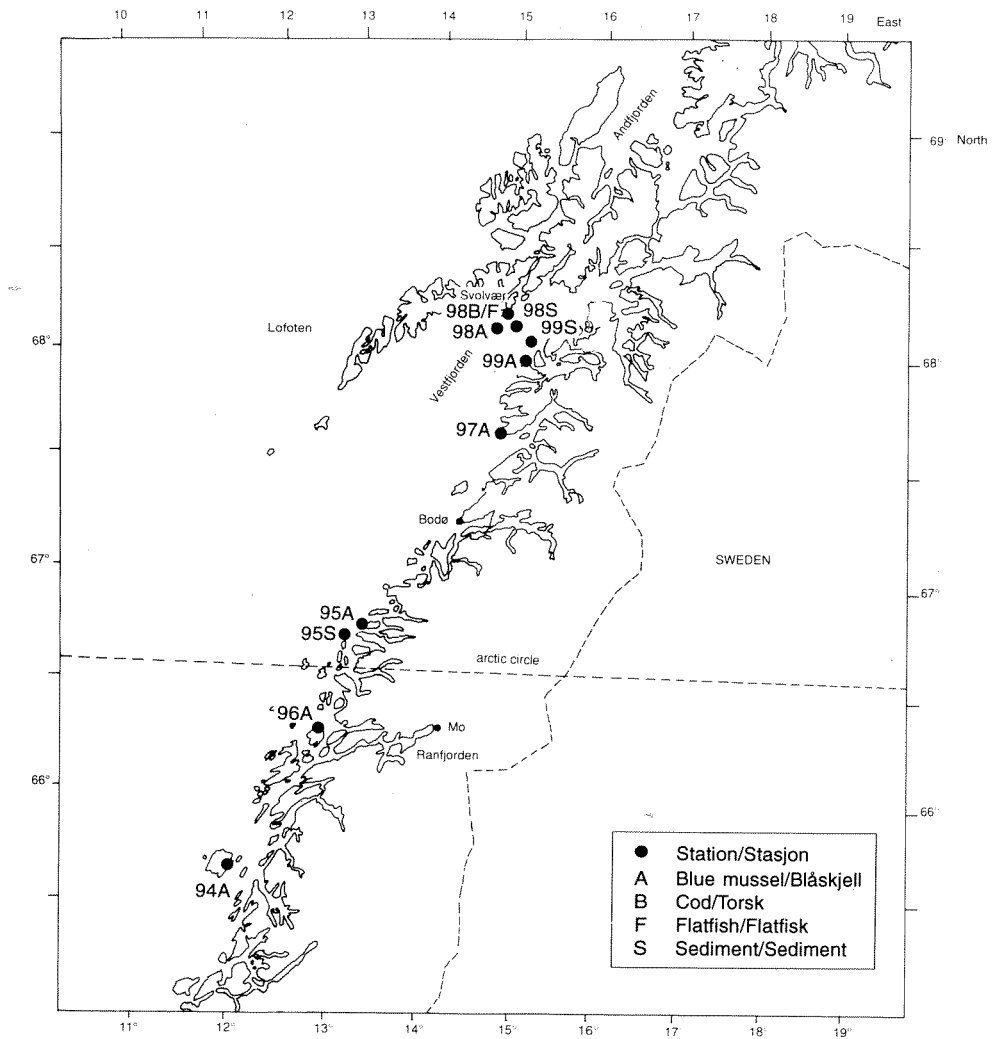 10 11 12 13 14 15 16 17 18 19 East
Andfjorden
69° North
Svolvær
98B/F 98S
Lofoten
98A 99S
68°
99A
68°
Vestfjorden
97A
Bodø
67°
SWEDEN
67°
95A
95S
arctic circle
96A
Mo
Ranfjorden
66°
66°
94A
Station/Stasjon
A Blue mussel/Blåskjell
B Cod/Torsk
F Flatfish/Flatfisk
S Sediment/Sediment
11° 12° 13° 14° 15° 16° 17° 18° 19°